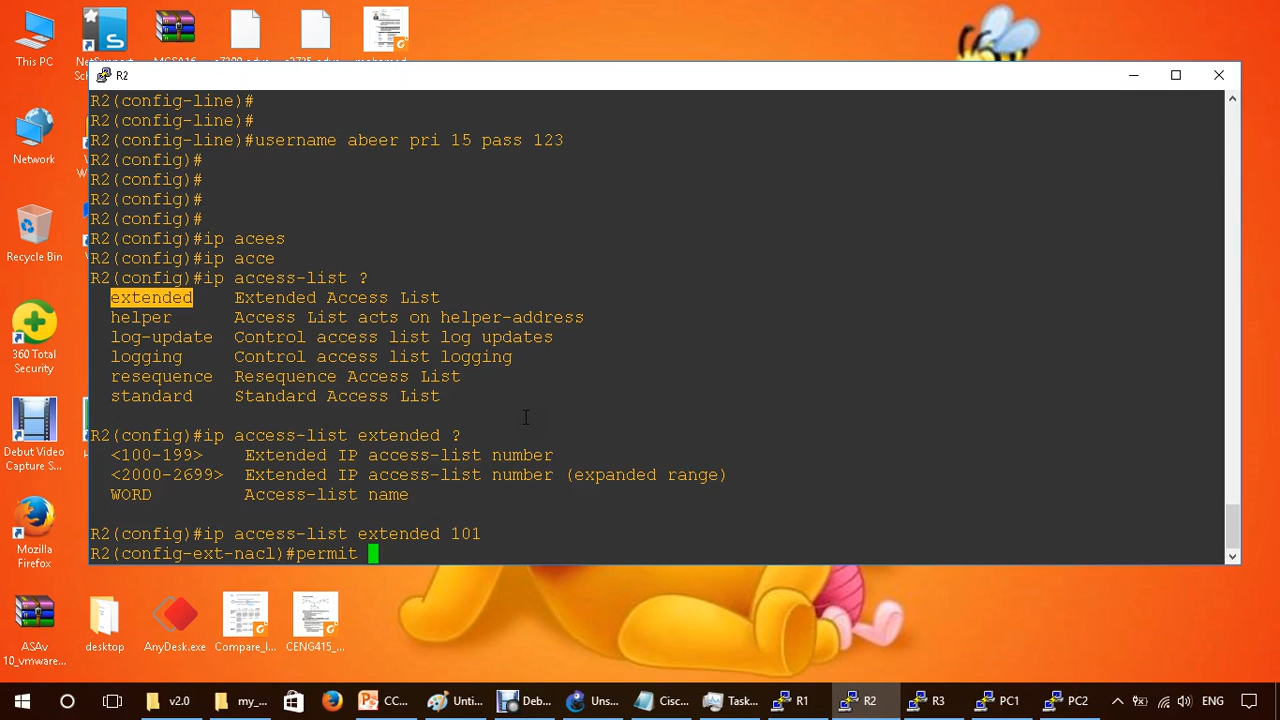 This PC
NetSupport
Sch
MCSA16
mohamed
R2
R2(config-line)#
R2(config-line)#
R2(config-line)#username abeer pri 15 pass 123
R2(config)#
R2(config)#
R2(config)#
R2(config)#
R2(config)#ip acees
R2(config)#ip acce
R2(config)#ip access-list ?
extended Extended Access List
helper Access List acts on helper-address
log-update Control access list log updates
logging Control access list logging
resequence Resequence Access List
standard Standard Access List
R2(config)#ip access-list extended ?
<100-199> Extended IP access-list number
<2000-2699> Extended IP access-list number (expanded range)
WORD Access-list name
R2(config)#ip access-list extended 101
R2(config-ext-nacl)#permit
Network
Recycle Bin
360 Total
Security
Debut Video
Capture S...
Mozilla
Firefox
ASAv
10_vmware...
desktop
AnyDesk.exe
Compare_I...
CENG415_...
v2.0
my_...
CC...
Unti...
Deb...
Uns...
Cisc...
Task...
R1
R2
R3
PC1
PC2
ENG